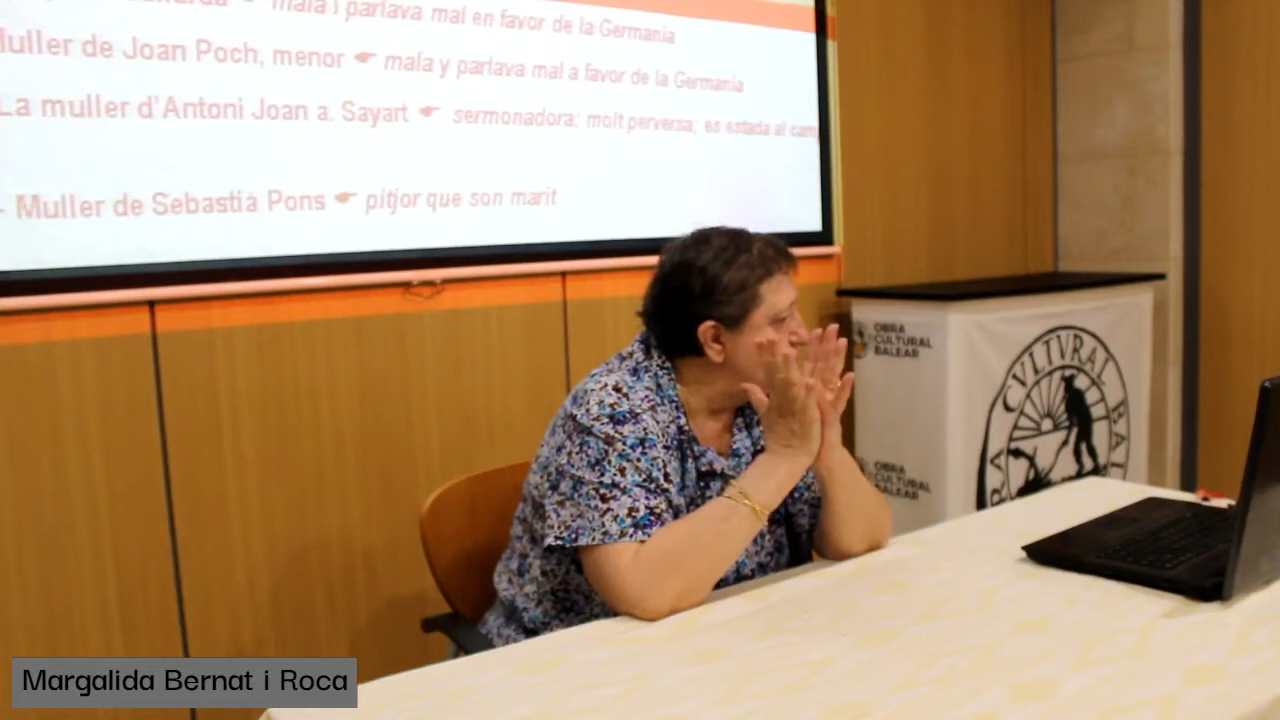 mala i parlava mal en favor de la Germania
Muller de Joan Poch, menor ☛ mala y parlava mal a favor de la Germania
La muller d'Antoni Joan a. Sayart ☛ sermonadora; molt perversa; es estada al
- Muller de Sebastià Pons ☛ pitjor que son marit
OBRA
CULTURAL
BALEAR
CVLTVRAL
OBRA
CULTURAL
BALEAR
Margalida Bernat i Roca